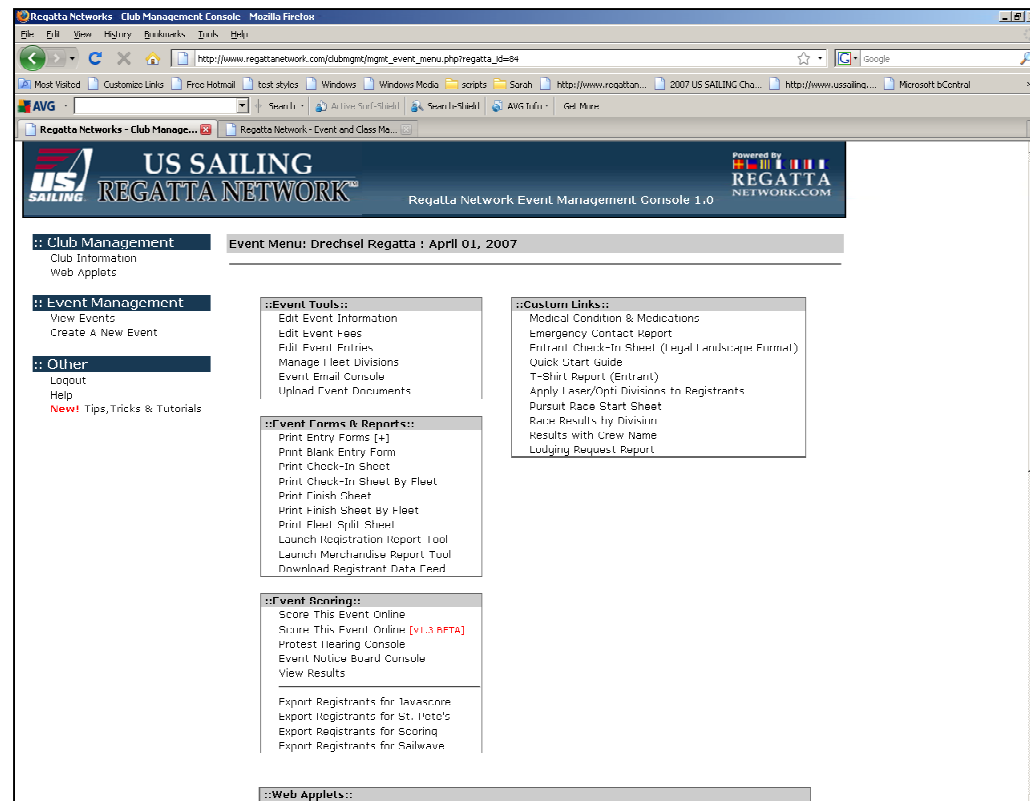 Regatta Networks - Club Management Console - Mozilla Firefox
File Edit View History Bookmarks Tools Help
http://www.regattanetwork.com/clubmgmt/mgmt_event_menu.php?regatta_id=84
Google
Most Visited Customize Links Free Hotmail test styles Windows Windows Media scripts Sarah http://www.regattan... 2007 US SAILING Cha... http://www.ussailing.... Microsoft bCentral
AVG Search Active Surf-Shield Search-Shield AVG Info Get More
Regatta Networks - Club Manage... Regatta Network - Event and Class Ma...
US SAILING
US SAILING
REGATTA NETWORK™
Regatta Network Event Management Console 1.0
Powered By
REGATTA
NETWORK.COM
:: Club Management
Club Information
Web Applets
:: Event Management
View Events
Create A New Event
:: Other
Logout
Help
New! Tips,Tricks & Tutorials
Event Menu: Drechsel Regatta : April 01, 2007
::Event Tools::
Edit Event Information
Edit Event Fees
Edit Event Entries
Manage Fleet Divisions
Event Email Console
Upload Event Documents
::Event Forms & Reports::
Print Entry Forms [+]
Print Blank Entry Form
Print Check-In Sheet
Print Check-In Sheet By Fleet
Print Finish Sheet
Print Finish Sheet By Fleet
Print Fleet Split Sheet
Launch Registration Report Tool
Launch Merchandise Report Tool
Download Registrant Data Feed
::Event Scoring::
Score This Event Online
Score This Event Online [v1.3 BETA]
Protest Hearing Console
Event Notice Board Console
View Results
Export Registrants for Javascore
Export Registrants for St. Pete's
Export Registrants for Scoring
Export Registrants for Sailwave
::Custom Links::
Medical Condition & Medications
Emergency Contact Report
Entrant Check-In Sheet (Legal Landscape Format)
Quick Start Guide
T-Shirt Report (Entrant)
Apply Laser/Opti Divisions to Registrants
Pursuit Race Start Sheet
Race Results by Division
Results with Crew Name
Lodging Request Report
::Web Applets::